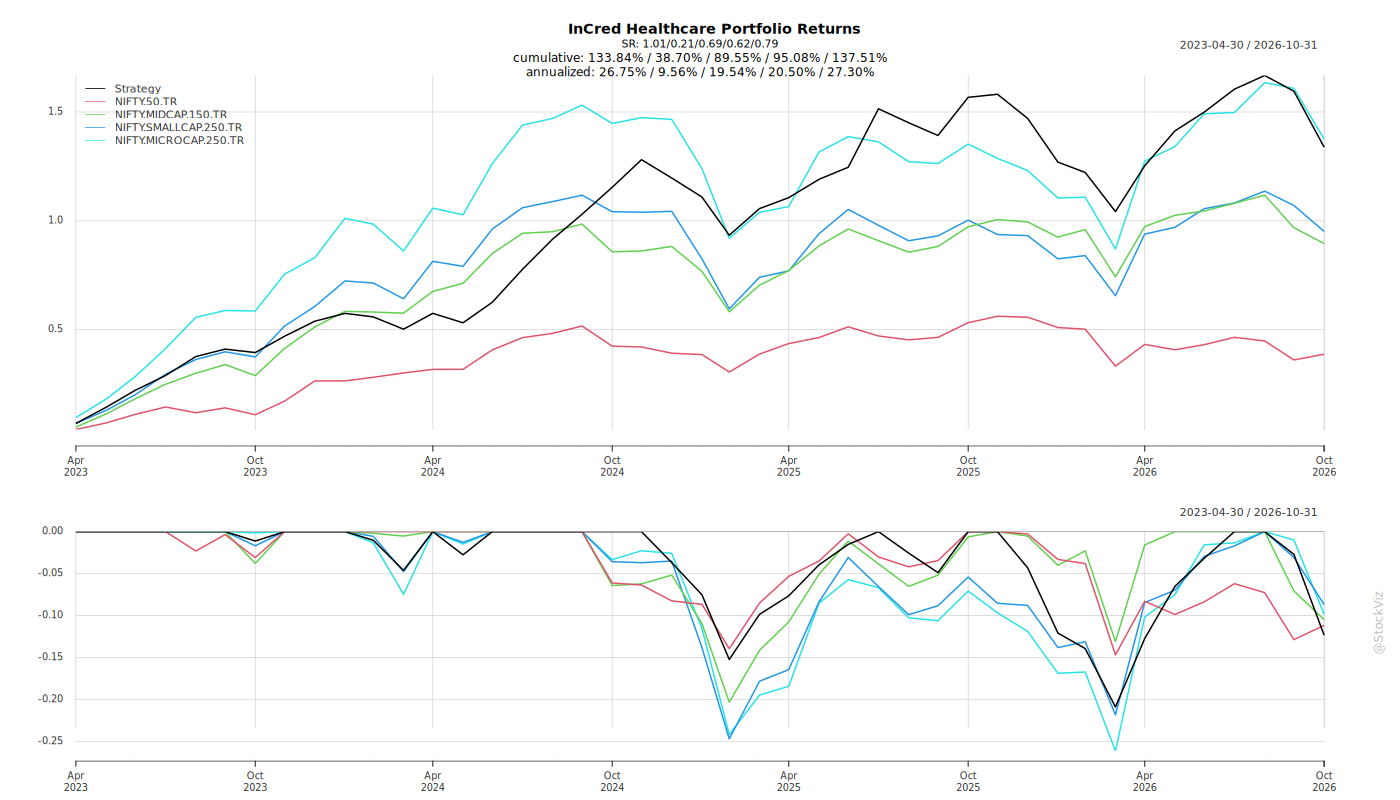 InCred Healthcare Portfolio Returns
SR: 1.01/0.21/0.69/0.62/0.79
cumulative: 133.84% / 38.70% / 89.55% / 95.08% / 137.51%
annualized: 26.75% / 9.56% / 19.54% / 20.50% / 27.30%
2023-04-30 / 2026-10-31
Strategy
NIFTY.50.TR
NIFTY.MIDCAP.150.TR
NIFTY.SMALLCAP.250.TR
NIFTY.MICROCAP.250.TR
1.5
1.0
0.5
Apr 2023
Oct 2023
Apr 2024
Oct 2024
Apr 2025
Oct 2025
Apr 2026
Oct 2026
2023-04-30 / 2026-10-31
0.00
-0.05
-0.10
-0.15
-0.20
-0.25
Apr 2023
Oct 2023
Apr 2024
Oct 2024
Apr 2025
Oct 2025
Apr 2026
Oct 2026
@StockViz